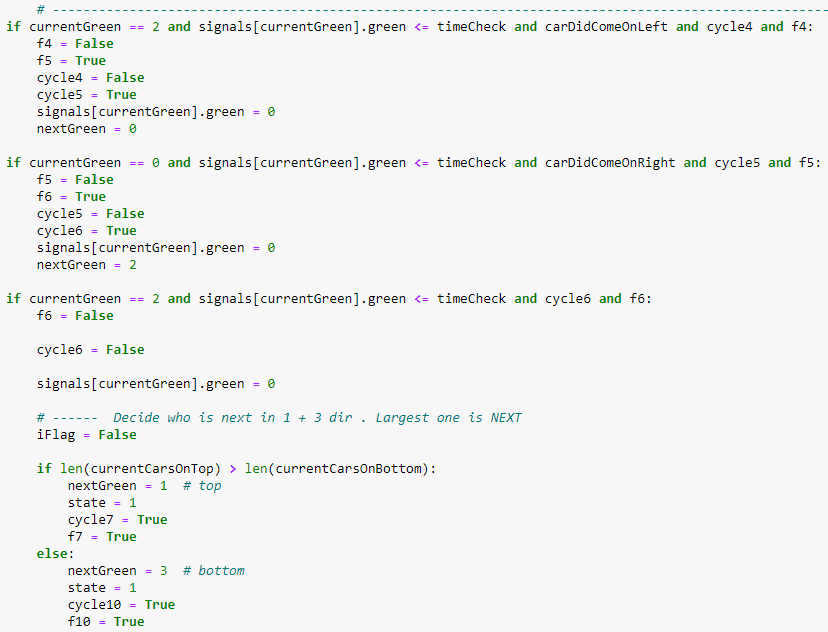 # -----------------------------------------------------------------------------------------------------
if currentGreen == 2 and signals[currentGreen].green <= timeCheck and carDidComeOnLeft and cycle4 and f4:
    f4 = False
    f5 = True
    cycle4 = False
    cycle5 = True
    signals[currentGreen].green = 0
    nextGreen = 0

if currentGreen == 0 and signals[currentGreen].green <= timeCheck and carDidComeOnRight and cycle5 and f5:
    f5 = False
    f6 = True
    cycle5 = False
    cycle6 = True
    signals[currentGreen].green = 0
    nextGreen = 2

if currentGreen == 2 and signals[currentGreen].green <= timeCheck and cycle6 and f6:
    f6 = False

    cycle6 = False

    signals[currentGreen].green = 0

    # ------  Decide who is next in 1 + 3 dir . Largest one is NEXT
    iFlag = False

    if len(currentCarsOnTop) > len(currentCarsOnBottom):
        nextGreen = 1  # top
        state = 1
        cycle7 = True
        f7 = True
    else:
        nextGreen = 3  # bottom
        state = 1
        cycle10 = True
        f10 = True